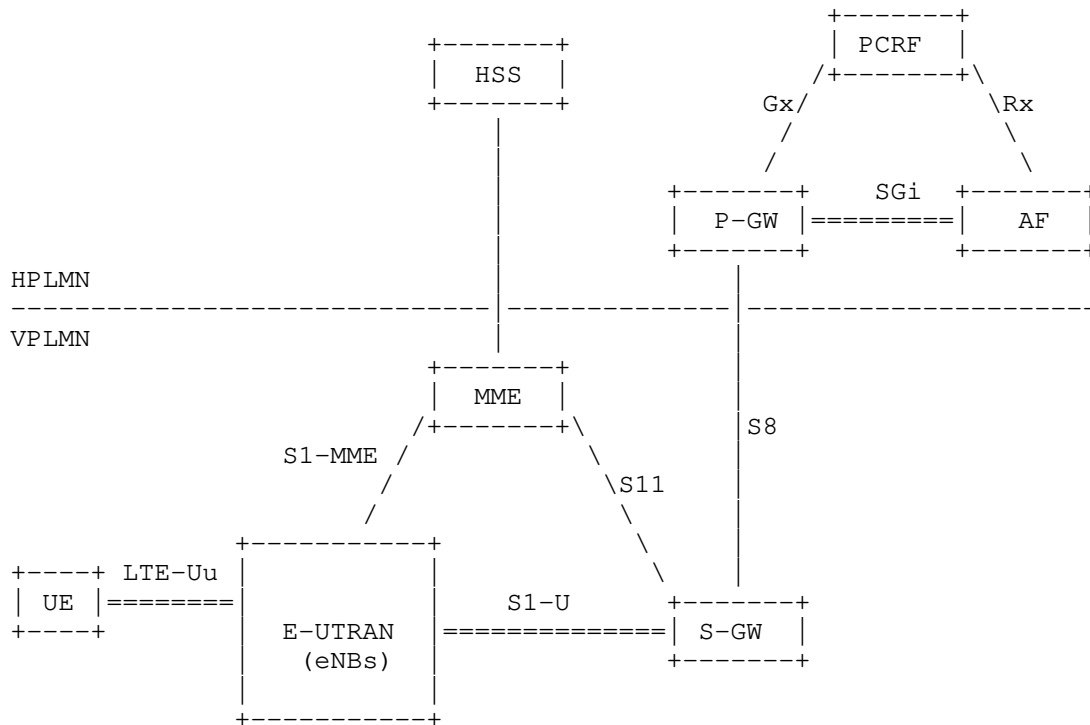 PCRF
HSS
Gx
Rx
SGi
P-GW
AF
HPLMN
VPLMN
MME
S8
S1-MME
S11
LTE-Uu
UE
S1-U
E-UTRAN
S-GW
(eNBs)